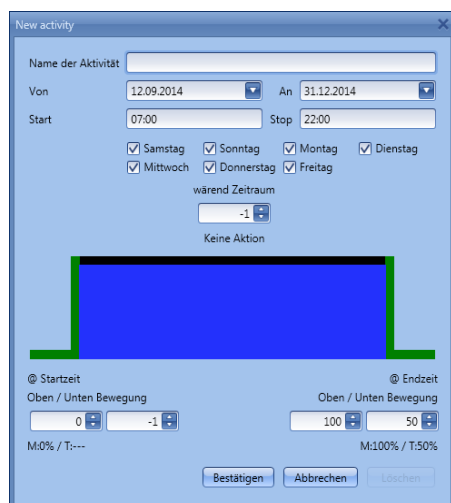 New activity
Name der Aktivität
Von 12.09.2014 An 31.12.2014
Start 07:00 Stop 22:00
Samstag Sonntag Montag Dienstag
Mittwoch Donnerstag Freitag
wärend Zeitraum
-1
Keine Aktion
@ Startzeit @ Endzeit
Oben / Unten Bewegung Oben / Unten Bewegung
0 -1 100 50
M:0% / T:--- M:100% / T:50%
Bestätigen Abbrechen Löschen